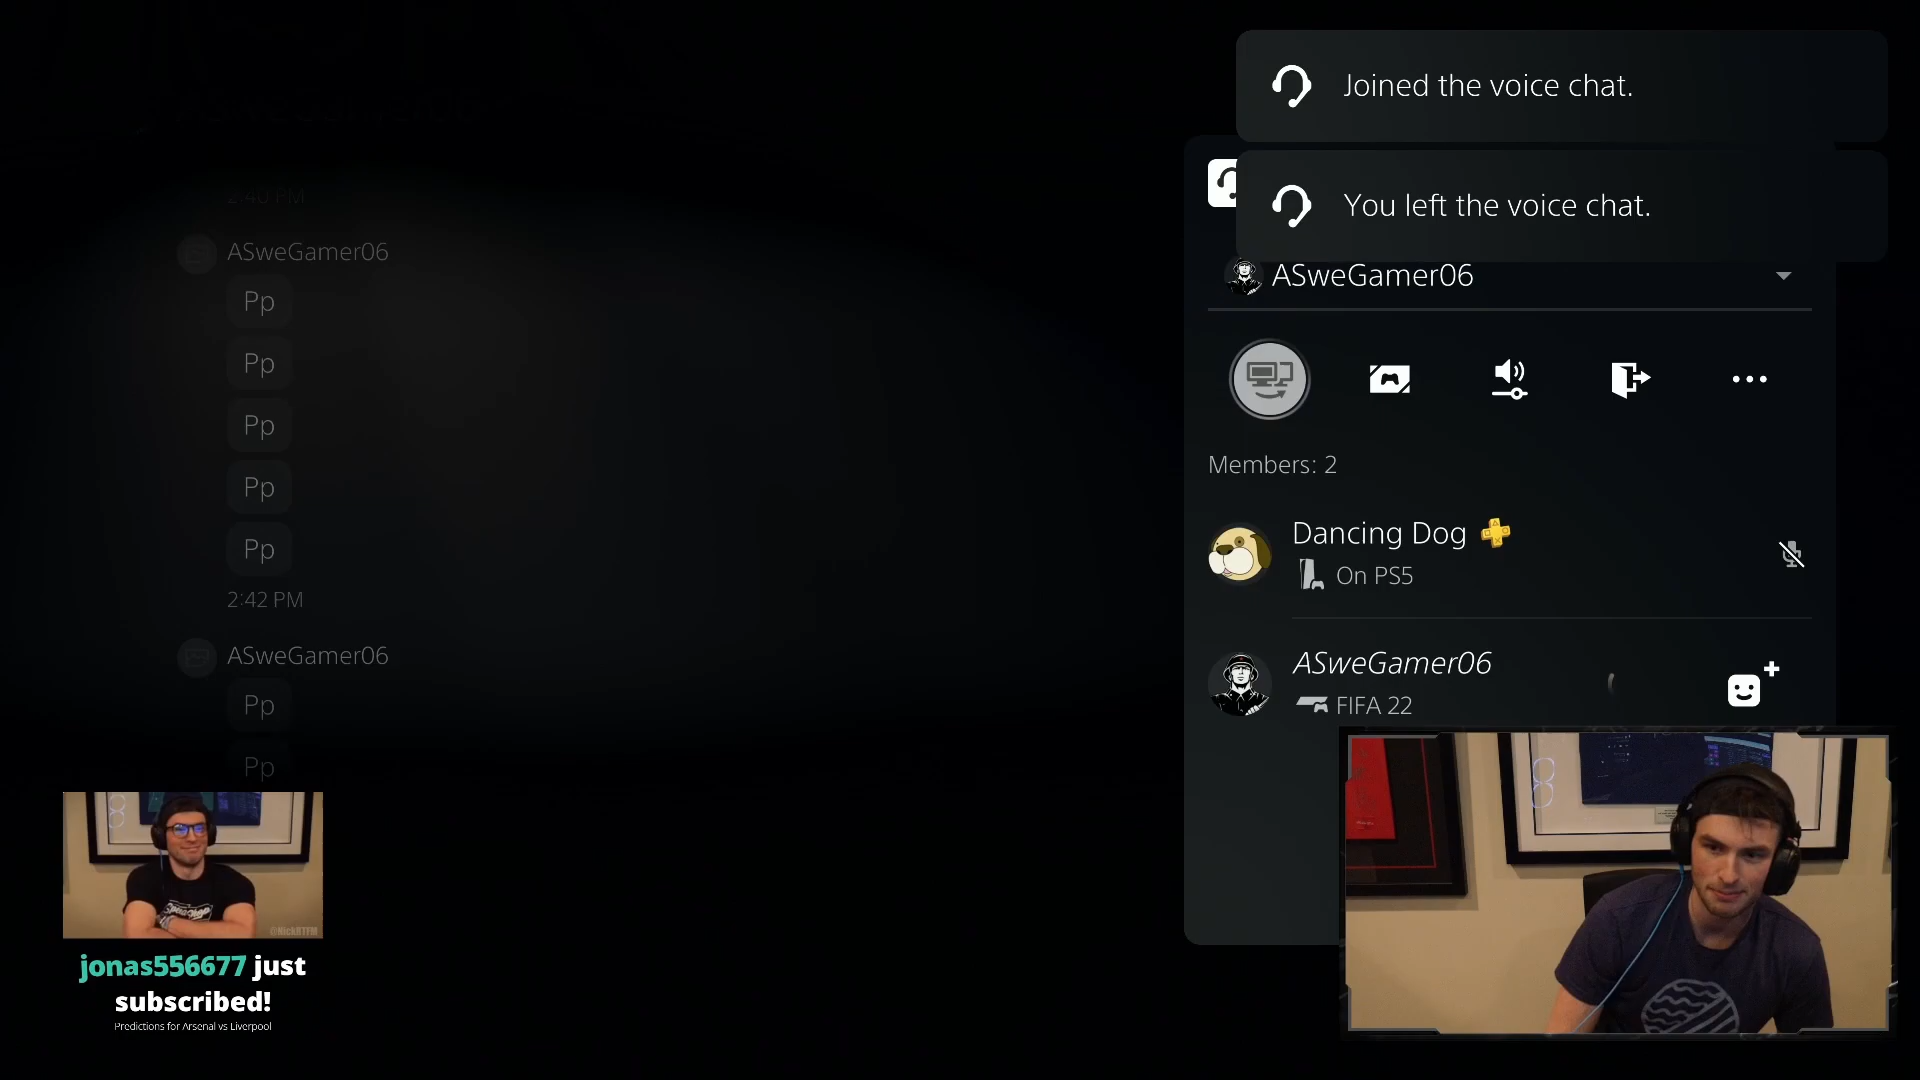 Joined the voice chat.
You left the voice chat.
2:40 PM
ASweGamer06
Pp
Pp
Pp
Pp
Pp
2:42 PM
ASweGamer06
Pp
Pp
ASweGamer06
Members: 2
Dancing Dog
On PS5
ASweGamer06
FIFA 22
@NickRTFM
jonas556677 just
subscribed!
Predictions for Arsenal vs Liverpool